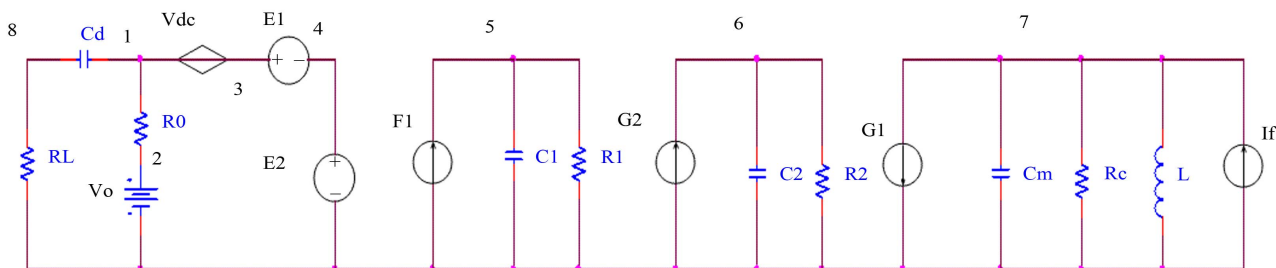 8
Cd
1
Vdc
E1
4
5
6
7
3
RL
R0
2
Vo
E2
F1
C1
R1
G2
C2
R2
G1
Cm
Rc
L
If
+ −
+
−